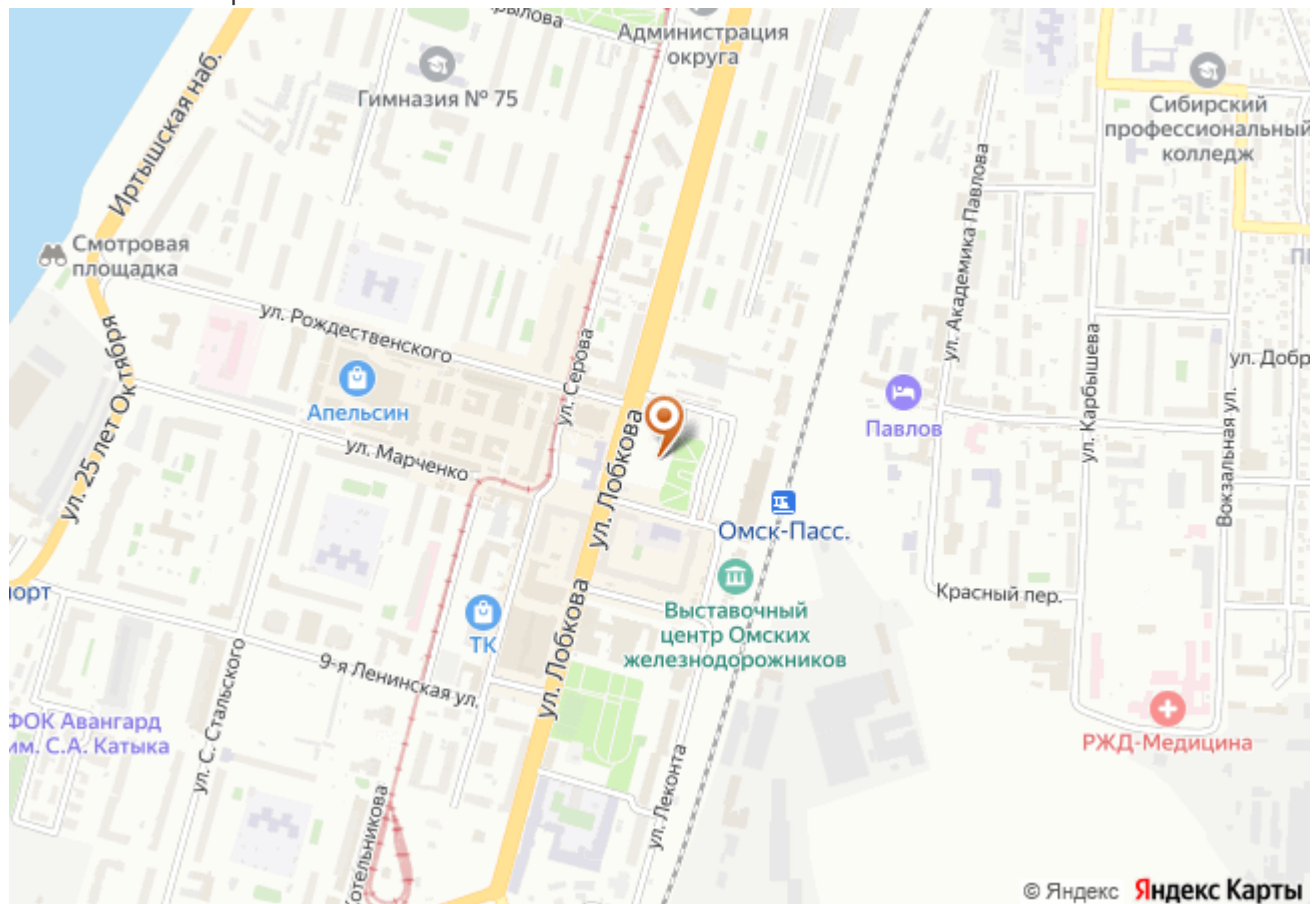 Администрация
округа
Гимназия № 75
Сибирский
профессиональный
колледж
Иртышская наб.
ул. Академика Павлова
Смотровая
площадка
ул. Рождественского
ул. Серова
ул. 25 лет Октября
Апельсин
ул. Марченко
ул. Лобкова
Павлов
ул. Карбышева
Вокзальная ул.
Омск-Пасс.
Красный пер.
Выставочный
центр Омских
железнодорожников
ТК
ул. Лобкова
ул. Лобкова
9-я Ленинская ул.
ул. С. Стальского
ФОК Авангард
им. С.А. Катыка
РЖД-Медицина
ул. Леконта
Котельникова
© Яндекс Яндекс Карты